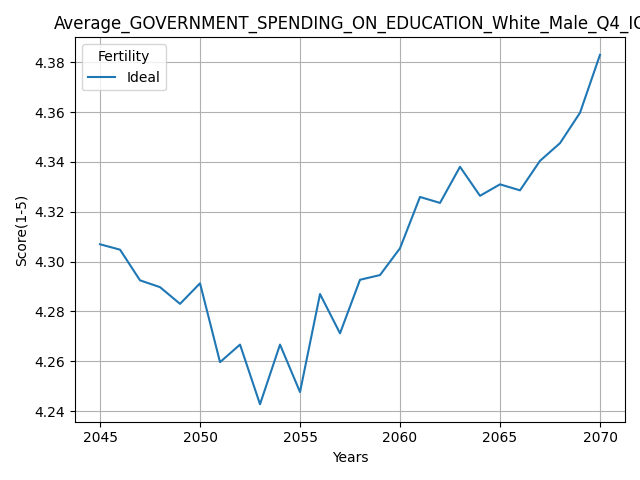 Average_GOVERNMENT_SPENDING_ON_EDUCATION_White_Male_Q4_IC
Fertility
Ideal
4.38
4.36
4.34
4.32
4.30
4.28
4.26
4.24
Score(1-5)
2045 2050 2055 2060 2065 2070
Years